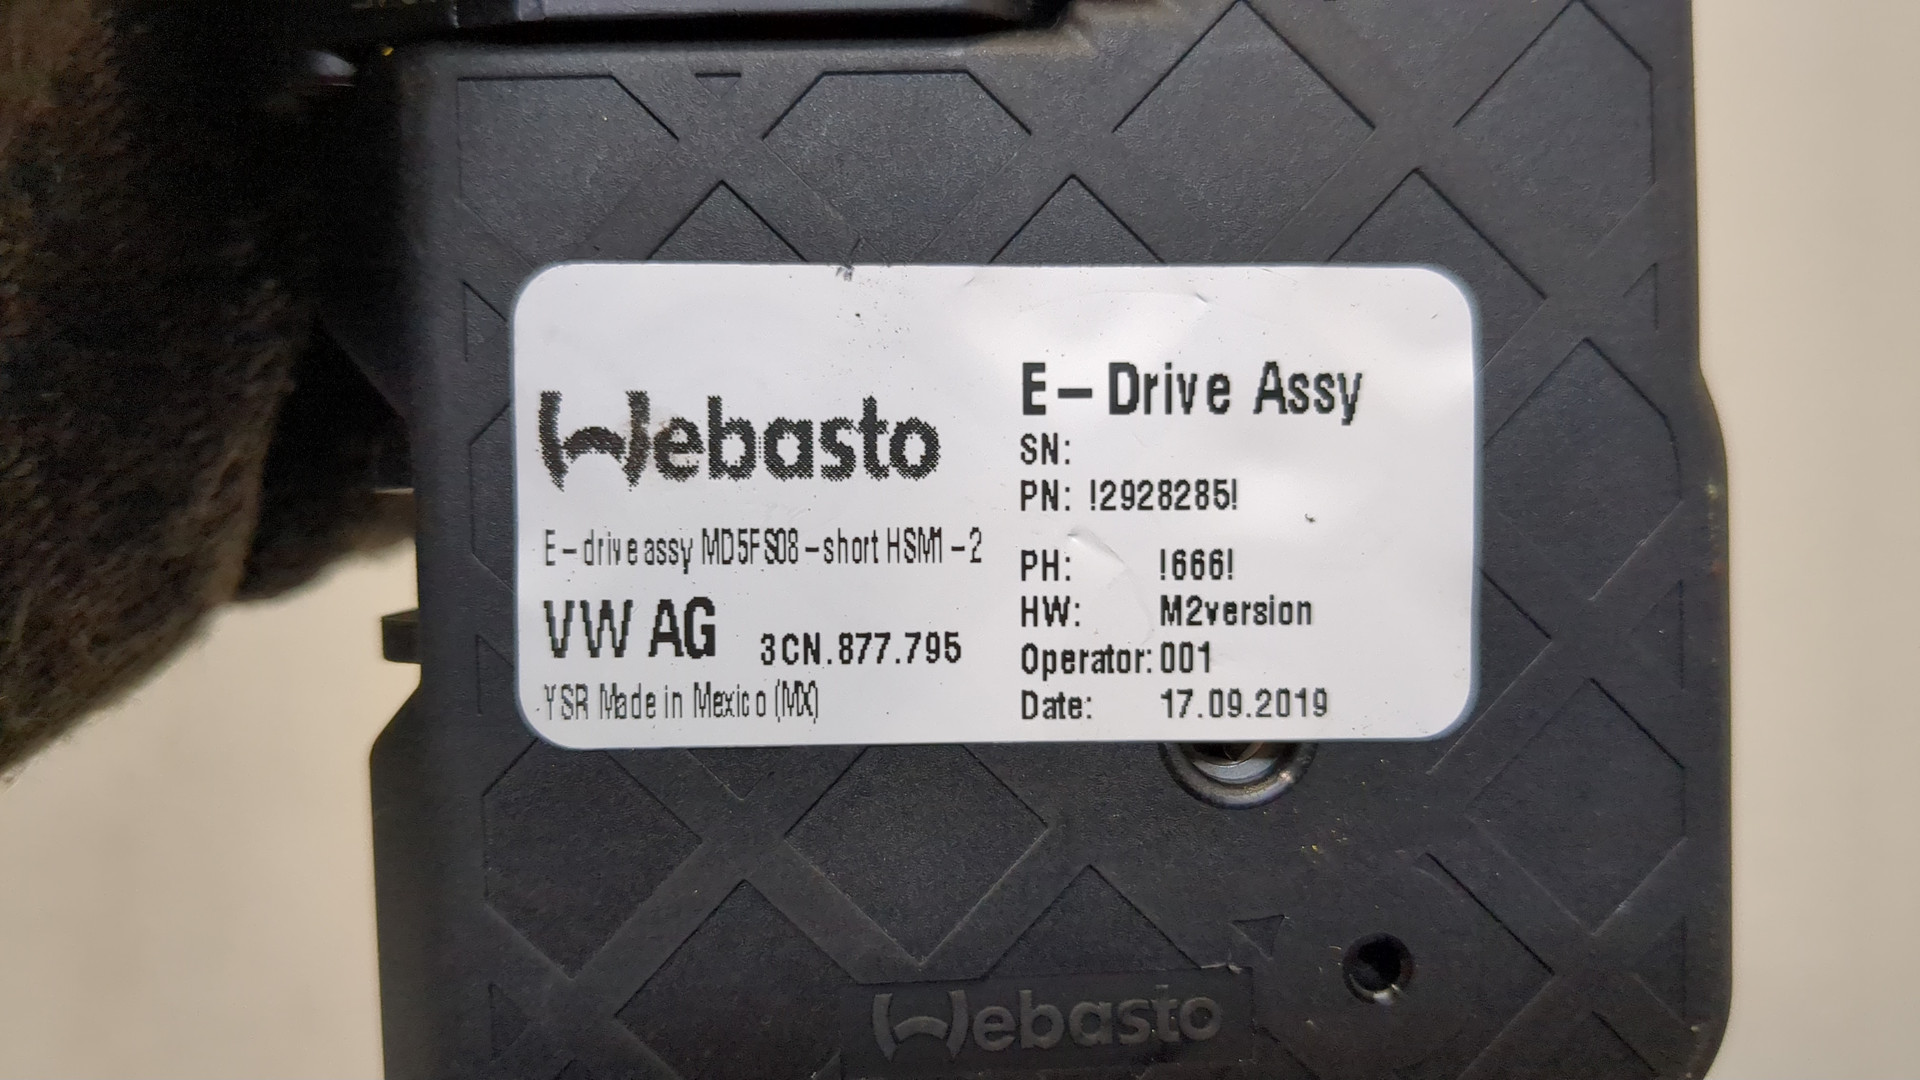 Webasto
E-drive assy MD5FS08-short HSM1-2
VW AG 3CN.877.795
YSR Made in Mexico (MX)
E-Drive Assy
SN:
PN: !2928285!
PH: !666!
HW: M2version
Operator: 001
Date: 17.09.2019
Webasto